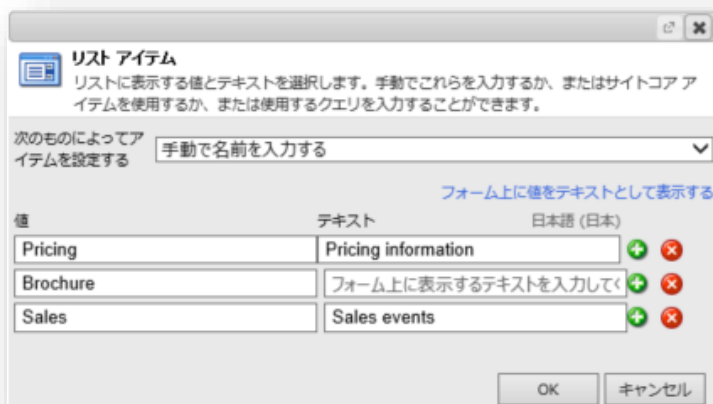 リスト アイテム
リストに表示する値とテキストを選択します。手動でこれらを入力するか、またはサイトコア ア
イテムを使用するか、または使用するクエリを入力することができます。
次のものによってア
イテムを設定する
手動で名前を入力する
フォーム上に値をテキストとして表示する
値 テキスト 日本語 (日本)
Pricing Pricing information
Brochure フォーム上に表示するテキストを入力して
Sales Sales events
OK キャンセル